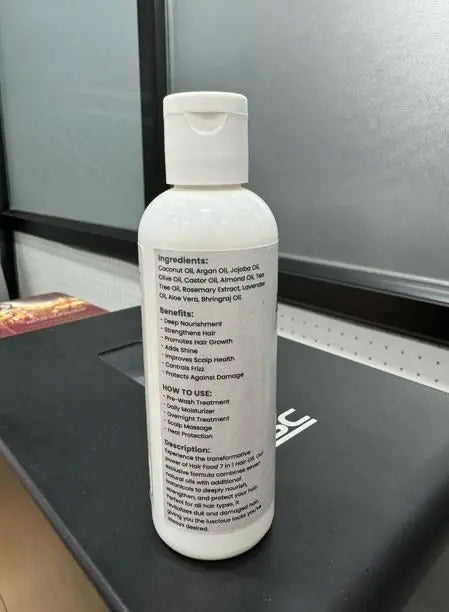 Ingredients:
Coconut Oil, Argan Oil, Jojoba Oil,
Olive Oil, Castor Oil, Almond Oil, Tea
Tree Oil, Rosemary Extract, Lavender
Oil, Aloe Vera, Bhringraj Oil.
Benefits:
- Deep Nourishment
- Strengthens Hair
- Promotes Hair Growth
- Adds Shine
- Improves Scalp Health
- Controls Frizz
- Protects Against Damage
HOW TO USE:
- Pre-Wash Treatment
- Daily Moisturizer
- Overnight Treatment
- Scalp Massage
- Heat Protection
Description:
Experience the transformative
power of Hair Food 7 in 1 Hair Oil. Our
exclusive formula combines seven
natural oils with additional
botanicals to deeply nourish,
strengthen, and protect your hair.
Perfect for all hair types, it
revitalizes dull and damaged hair,
giving you the luscious locks you've
always desired.